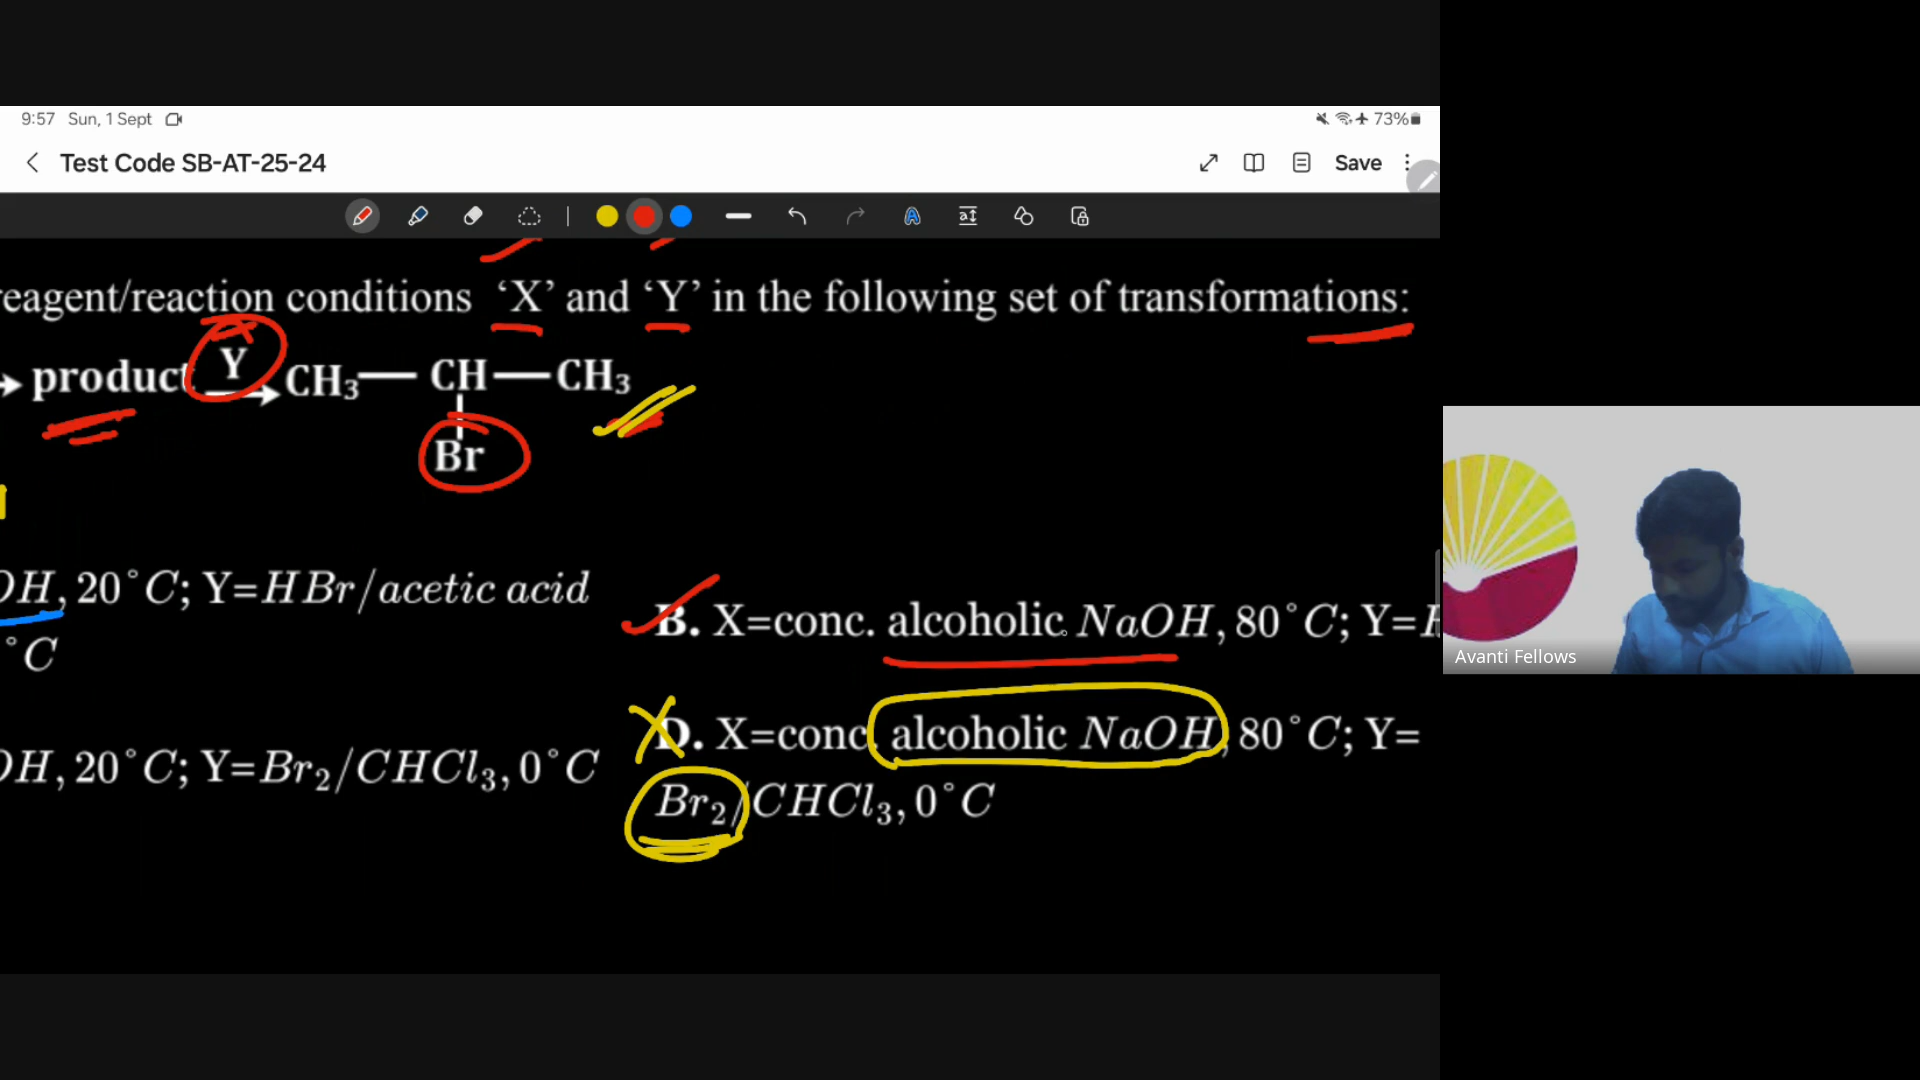 9:57 Sun, 1 Sept 73%
Test Code SB-AT-25-24 Save
reagent/reaction conditions ‘X’ and ‘Y’ in the following set of transformations:
product Y CH₃ — CH — CH₃
Br
OH, 20°C; Y=HBr/acetic acid
°C
B. X=conc. alcoholic NaOH, 80°C; Y=
D. X=conc. alcoholic NaOH, 80°C; Y=
Br₂/CHCl₃, 0°C
OH, 20°C; Y=Br₂/CHCl₃, 0°C
Avanti Fellows